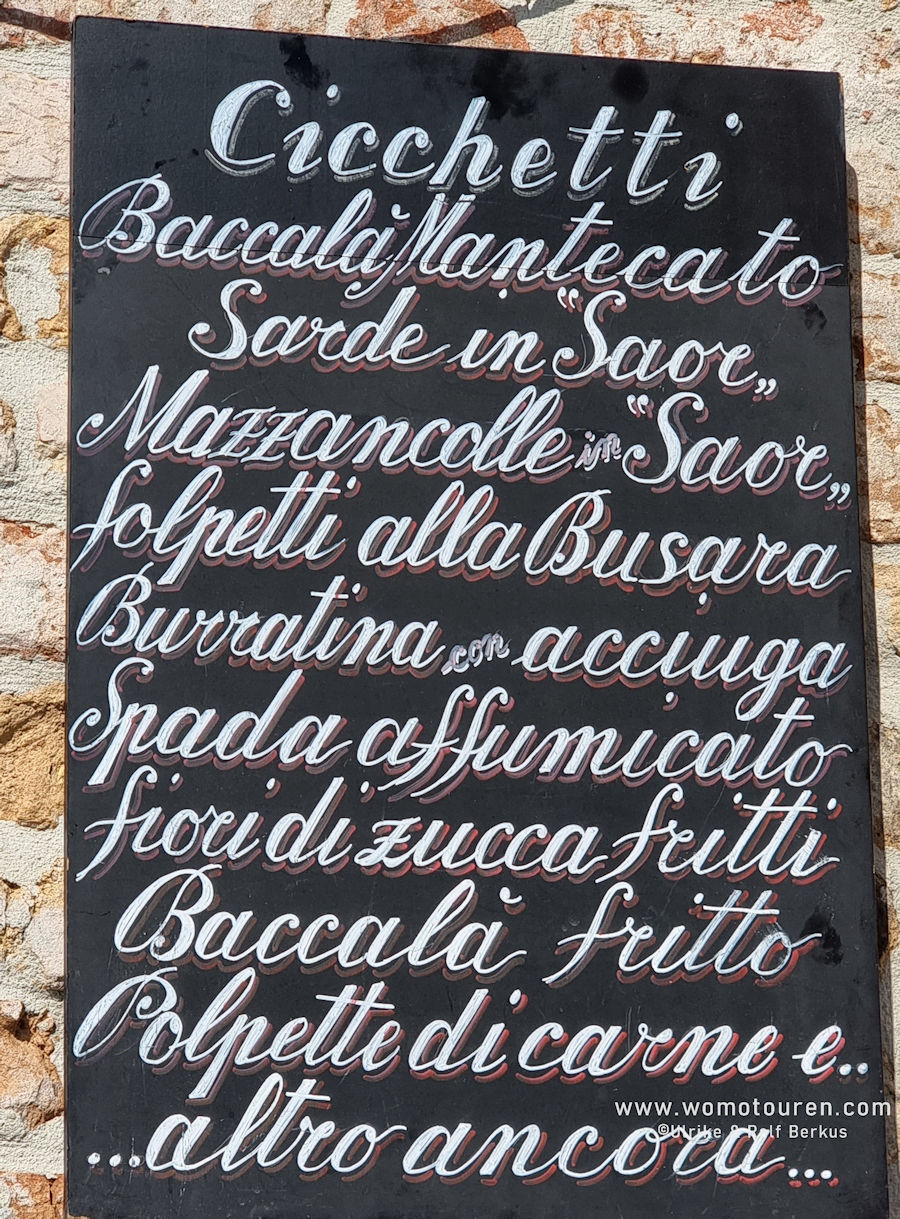 Cicchetti
Baccalà Mantecato
Sarde in "Saor"
Mazzancolle in "Saor"
folpetti alla Busara
Burratina con acciuga
Spada affumicato
fiori di zucca fritti
Baccalà fritto
Polpette di carne e..
...altro ancora...
www.womotouren.com
©Ulrike & Ralf Berkus